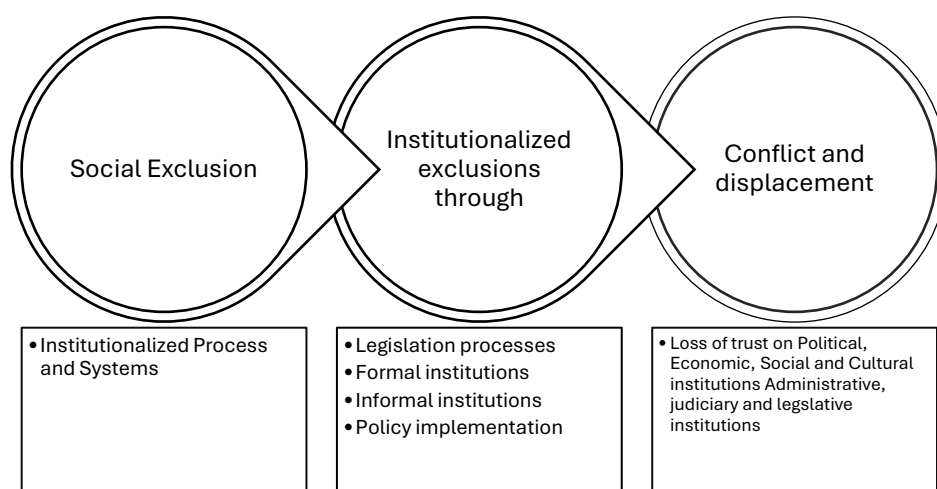 Social Exclusion
Institutionalized
exclusions
through
Conflict and
displacement
• Institutionalized Process
and Systems
• Legislation processes
• Formal institutions
• Informal institutions
• Policy implementation
• Loss of trust on Political,
Economic, Social and Cultural
institutions Administrative,
judiciary and legslative
institutions